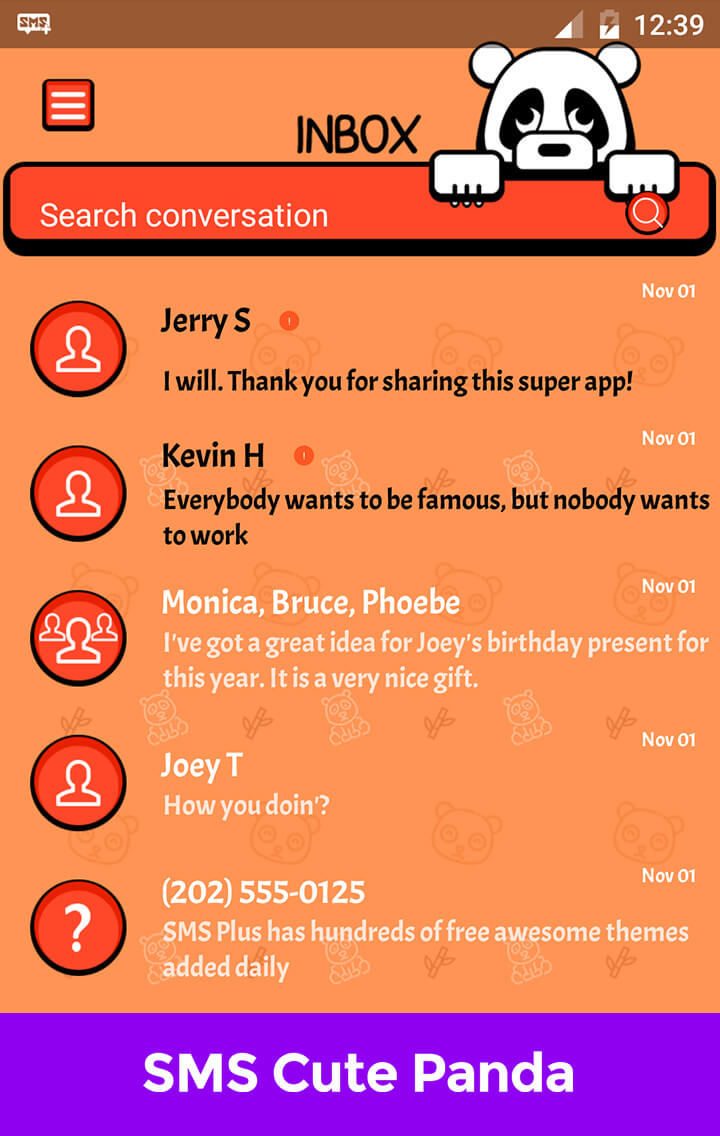 SMS
12:39
INBOX
Search conversation
Nov 01
Jerry S
I will. Thank you for sharing this super app!
Nov 01
Kevin H
Everybody wants to be famous, but nobody wants
to work
Nov 01
Monica, Bruce, Phoebe
I've got a great idea for Joey's birthday present for
this year. It is a very nice gift.
Nov 01
Joey T
How you doin'?
Nov 01
(202) 555-0125
?
SMS Plus has hundreds of free awesome themes
added daily
SMS Cute Panda